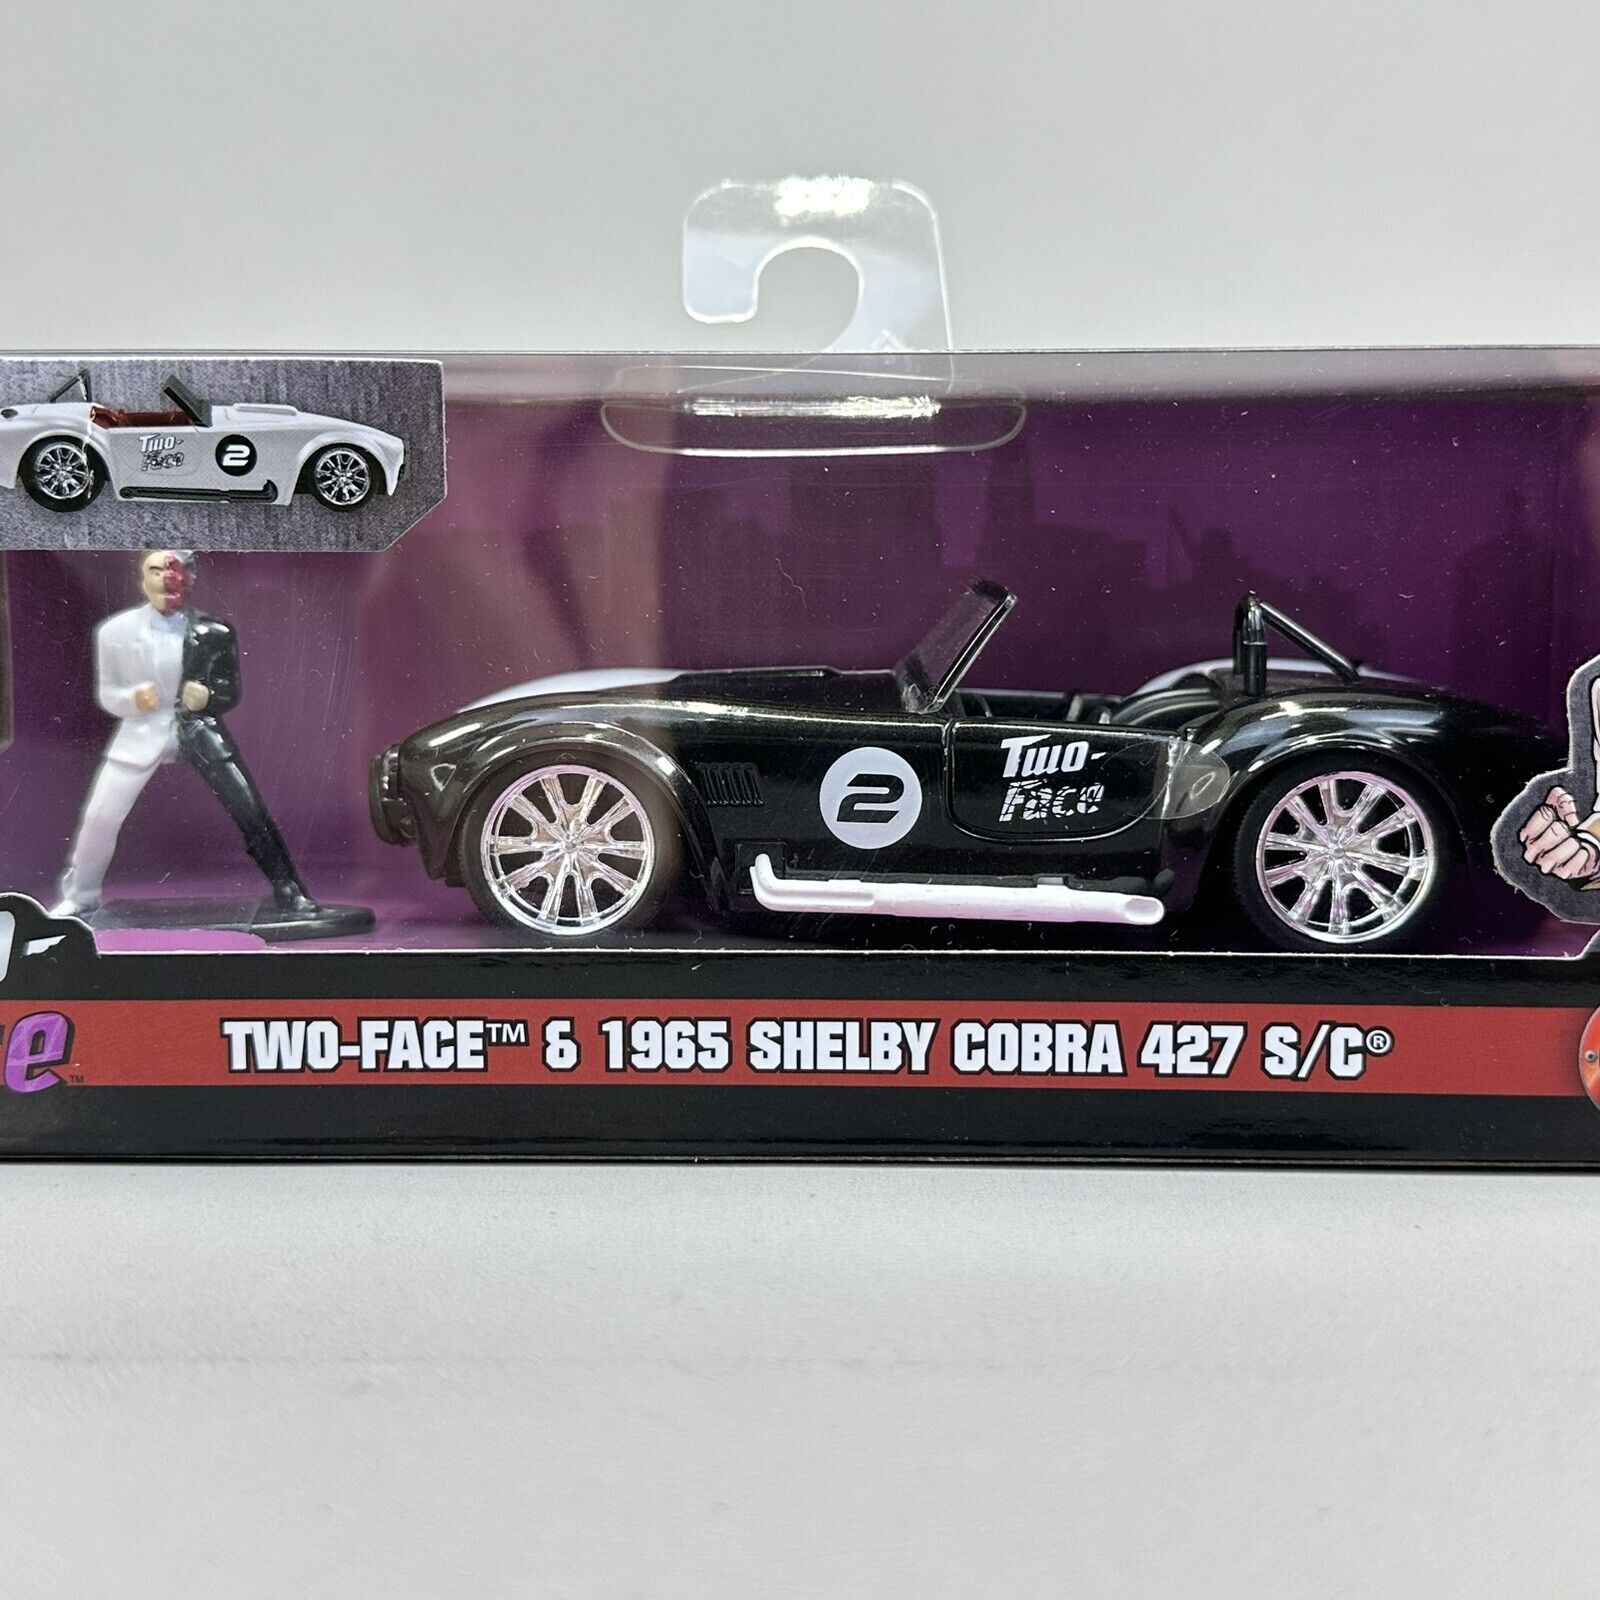 Two-
Face
2
2
Two-
Face
TWO-FACE™ & 1965 SHELBY COBRA 427 S/C®